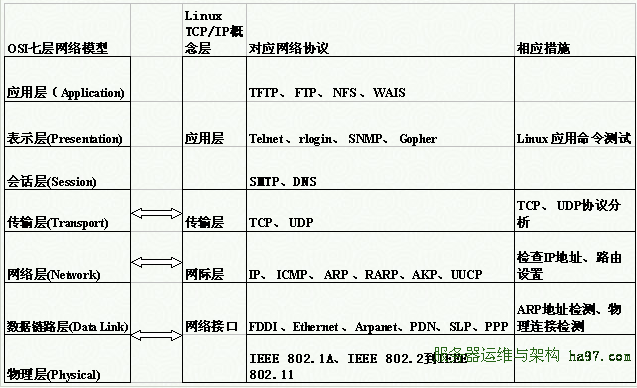 OSI七层网络模型 Linux TCP/IP概念层 对应网络协议 相应措施
应用层（Application) TFTP、FTP、NFS、WAIS
表示层(Presentation) 应用层 Telnet、rlogin、SNMP、Gopher Linux 应用命令测试
会话层(Session) SMTP、DNS
传输层(Transport) 传输层 TCP、UDP TCP、UDP协议分析
网络层(Network) 网际层 IP、ICMP、ARP、RARP、AKP、UUCP 检查IP地址、路由设置
数据链路层(Data Link) 网络接口 FDDI、Ethernet、Arpanet、PDN、SLP、PPP ARP地址检测、物理连接检测
物理层(Physical) IEEE 802.1A、IEEE 802.2到IEEE 802.11
服务器运维与架构 ha97.com